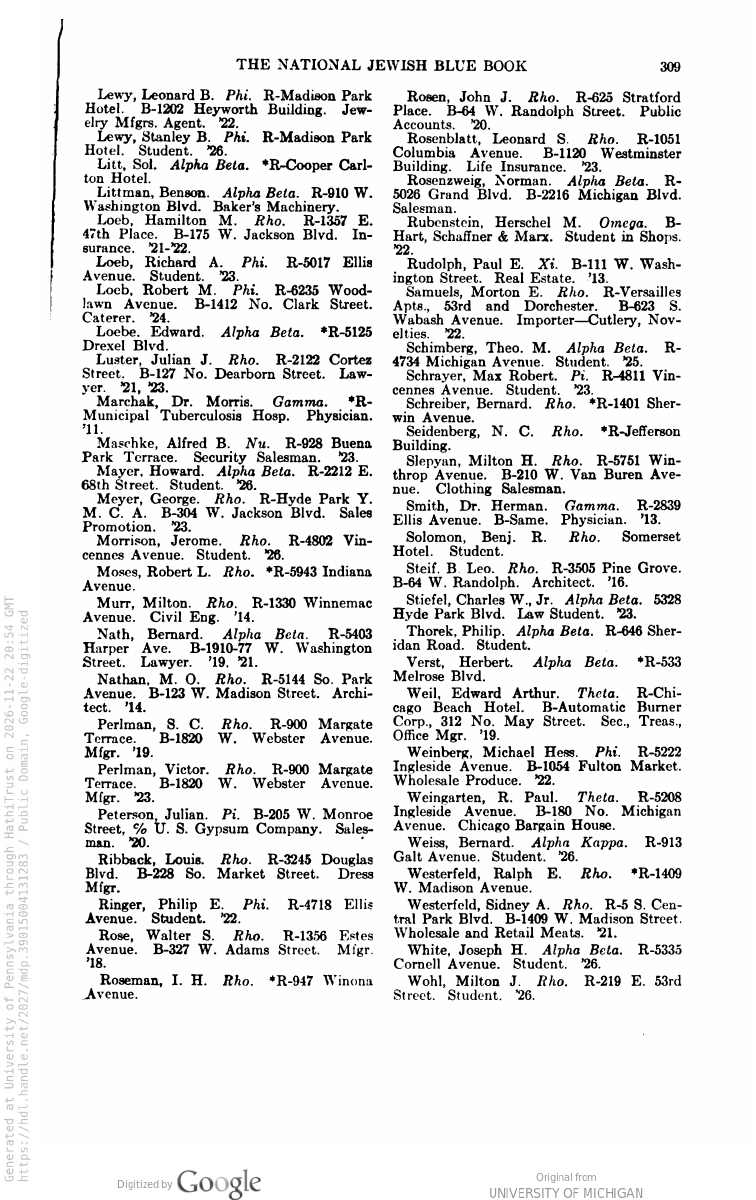 THE NATIONAL JEWISH BLUE BOOK 309
Lewy, Leonard B. Phi. R-Madison Park
Hotel. B-1202 Heyworth Building. Jew-
elry Mfgrs. Agent. '22.
Lewy, Stanley B. Phi. R-Madison Park
Hotel. Student. '26.
Litt, Sol. Alpha Beta. *R-Cooper Carl-
ton Hotel.
Littman, Benson. Alpha Beta. R-910 W.
Washington Blvd. Baker's Machinery.
Loeb, Hamilton M. Rho. R-1357 E.
47th Place. B-175 W. Jackson Blvd. In-
surance. '21-'22.
Loeb, Richard A. Phi. R-5017 Ellis
Avenue. Student. '23.
Loeb, Robert M. Phi. R-6235 Wood-
lawn Avenue. B-1412 No. Clark Street.
Caterer. '24.
Loebe. Edward. Alpha Beta. *R-5125
Drexel Blvd.
Luster, Julian J. Rho. R-2122 Cortez
Street. B-127 No. Dearborn Street. Law-
yer. '21, '23.
Marchak, Dr. Morris. Gamma. *R-
Municipal Tuberculosis Hosp. Physician.
'11.
Maschke, Alfred B. Nu. R-928 Buena
Park Terrace. Security Salesman. '23.
Mayer, Howard. Alpha Beta. R-2212 E.
68th Street. Student. '26.
Meyer, George. Rho. R-Hyde Park Y.
M. C. A. B-304 W. Jackson Blvd. Sales
Promotion. '23.
Morrison, Jerome. Rho. R-4802 Vin-
cennes Avenue. Student. '26.
Moses, Robert L. Rho. *R-5943 Indiana
Avenue.
Murr, Milton. Rho. R-1330 Winnemac
Avenue. Civil Eng. '14.
Nath, Bernard. Alpha Beta. R-5403
Harper Ave. B-1910-77 W. Washington
Street. Lawyer. '19. '21.
Nathan, M. O. Rho. R-5144 So. Park
Avenue. B-123 W. Madison Street. Archi-
tect. '14.
Perlman, S. C. Rho. R-900 Margate
Terrace. B-1820 W. Webster Avenue.
Mfgr. '19.
Perlman, Victor. Rho. R-900 Margate
Terrace. B-1820 W. Webster Avenue.
Mfgr. '23.
Peterson, Julian. Pi. B-205 W. Monroe
Street, % U. S. Gypsum Company. Sales-
man. '20.
Ribback, Louis. Rho. R-3245 Douglas
Blvd. B-228 So. Market Street. Dress
Mfgr.
Ringer, Philip E. Phi. R-4718 Ellis
Avenue. Student. '22.
Rose, Walter S. Rho. R-1356 Estes
Avenue. B-327 W. Adams Street. Mfgr.
'18.
Roseman, I. H. Rho. *R-947 Winona
Avenue.
Rosen, John J. Rho. R-625 Stratford
Place. B-64 W. Randolph Street. Public
Accounts. '20.
Rosenblatt, Leonard S. Rho. R-1051
Columbia Avenue. B-1120 Westminster
Building. Life Insurance. '23.
Rosenzweig, Norman. Alpha Beta. R-
5026 Grand Blvd. B-2216 Michigan Blvd.
Salesman.
Rubenstein, Herschel M. Omega. B-
Hart, Schaffner & Marx. Student in Shops.
'22.
Rudolph, Paul E. Xi. B-111 W. Wash-
ington Street. Real Estate. '13.
Samuels, Morton E. Rho. R-Versailles
Apts., 53rd and Dorchester. B-623 S.
Wabash Avenue. Importer—Cutlery, Nov-
elties. '22.
Schimberg, Theo. M. Alpha Beta. R-
4734 Michigan Avenue. Student. '25.
Schrayer, Max Robert. Pi. R-4811 Vin-
cennes Avenue. Student. '23.
Schreiber, Bernard. Rho. *R-1401 Sher-
win Avenue.
Seidenberg, N. C. Rho. *R-Jefferson
Building.
Slepyan, Milton H. Rho. R-5751 Win-
throp Avenue. B-210 W. Van Buren Ave-
nue. Clothing Salesman.
Smith, Dr. Herman. Gamma. R-2839
Ellis Avenue. B-Same. Physician. '13.
Solomon, Benj. R. Rho. Somerset
Hotel. Student.
Steif. B. Leo. Rho. R-3505 Pine Grove.
B-64 W. Randolph. Architect. '16.
Stiefel, Charles W., Jr. Alpha Beta. 5328
Hyde Park Blvd. Law Student. '23.
Thorek, Philip. Alpha Beta. R-646 Sher-
idan Road. Student.
Verst, Herbert. Alpha Beta. *R-533
Melrose Blvd.
Weil, Edward Arthur. Theta. R-Chi-
cago Beach Hotel. B-Automatic Burner
Corp., 312 No. May Street. Sec., Treas.,
Office Mgr. '19.
Weinberg, Michael Hess. Phi. R-5222
Ingleside Avenue. B-1054 Fulton Market.
Wholesale Produce. '22.
Weingarten, R. Paul. Theta. R-5208
Ingleside Avenue. B-180 No. Michigan
Avenue. Chicago Bargain House.
Weiss, Bernard. Alpha Kappa. R-913
Galt Avenue. Student. '26.
Westerfeld, Ralph E. Rho. *R-1409
W. Madison Avenue.
Westerfeld, Sidney A. Rho. R-5 S. Cen-
tral Park Blvd. B-1409 W. Madison Street.
Wholesale and Retail Meats. '21.
White, Joseph H. Alpha Beta. R-5335
Cornell Avenue. Student. '26.
Wohl, Milton J. Rho. R-219 E. 53rd
Street. Student. '26.
Generated at University of Pennsylvania through HathiTrust on 2026-11-22 20:54 GMT
https://hdl.handle.net/2027/mdp.39015004131283 / Public Domain, Google-digitized
Digitized by Google
Original from
UNIVERSITY OF MICHIGAN